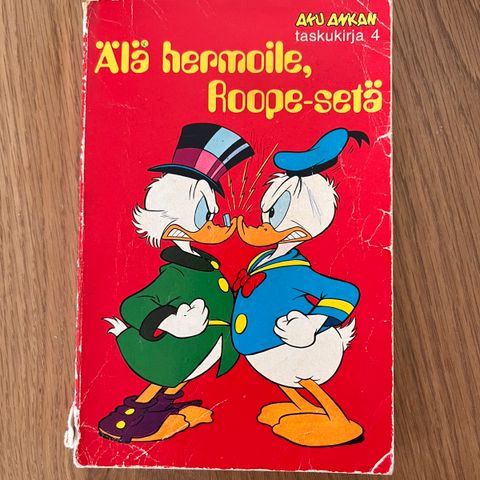 AKU ANKAN
taskukirja 4
Älä hermoile,
Roope-setä